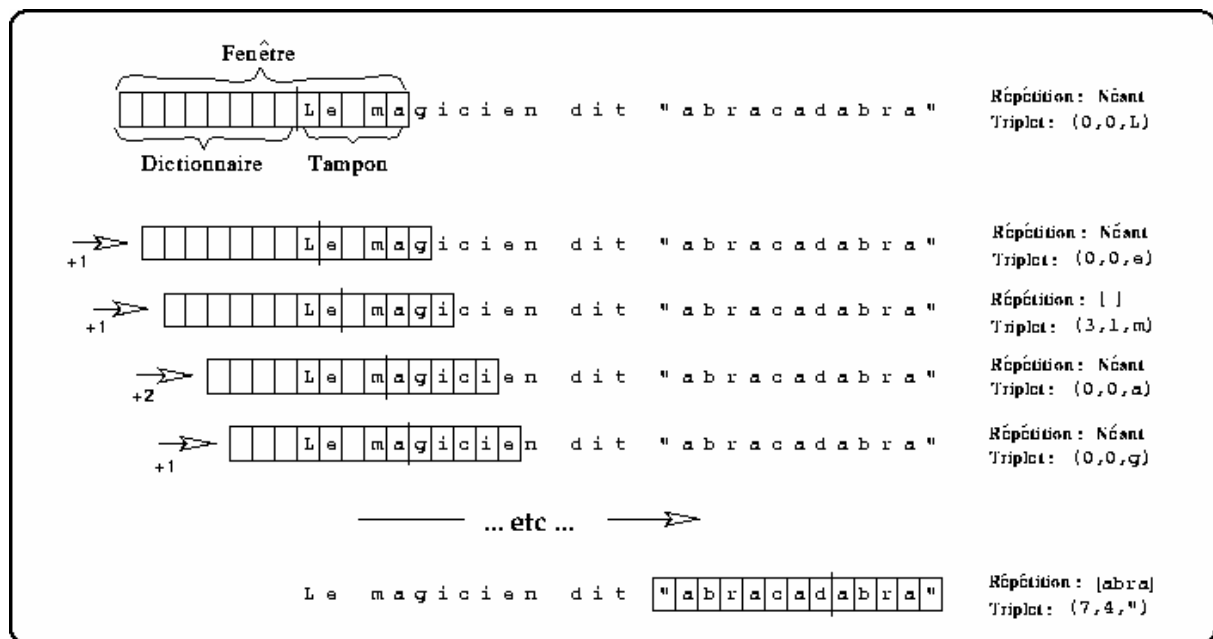 Fenêtre
Le magicien dit "abracadabra"
Répétition : Néant
Triplet : (0,0,L)
Dictionnaire
Tampon
+1
Le magicien dit "abracadabra"
Répétition : Néant
Triplet : (0,0,e)
+1
Le magicien dit "abracadabra"
Répétition : [ ]
Triplet : (3,1,m)
+2
Le magicien dit "abracadabra"
Répétition : Néant
Triplet : (0,0,a)
+1
Le magicien dit "abracadabra"
Répétition : Néant
Triplet : (0,0,g)
... etc ...
Le magicien dit "abracadabra"
Répétition : [abra]
Triplet : (7,4,")